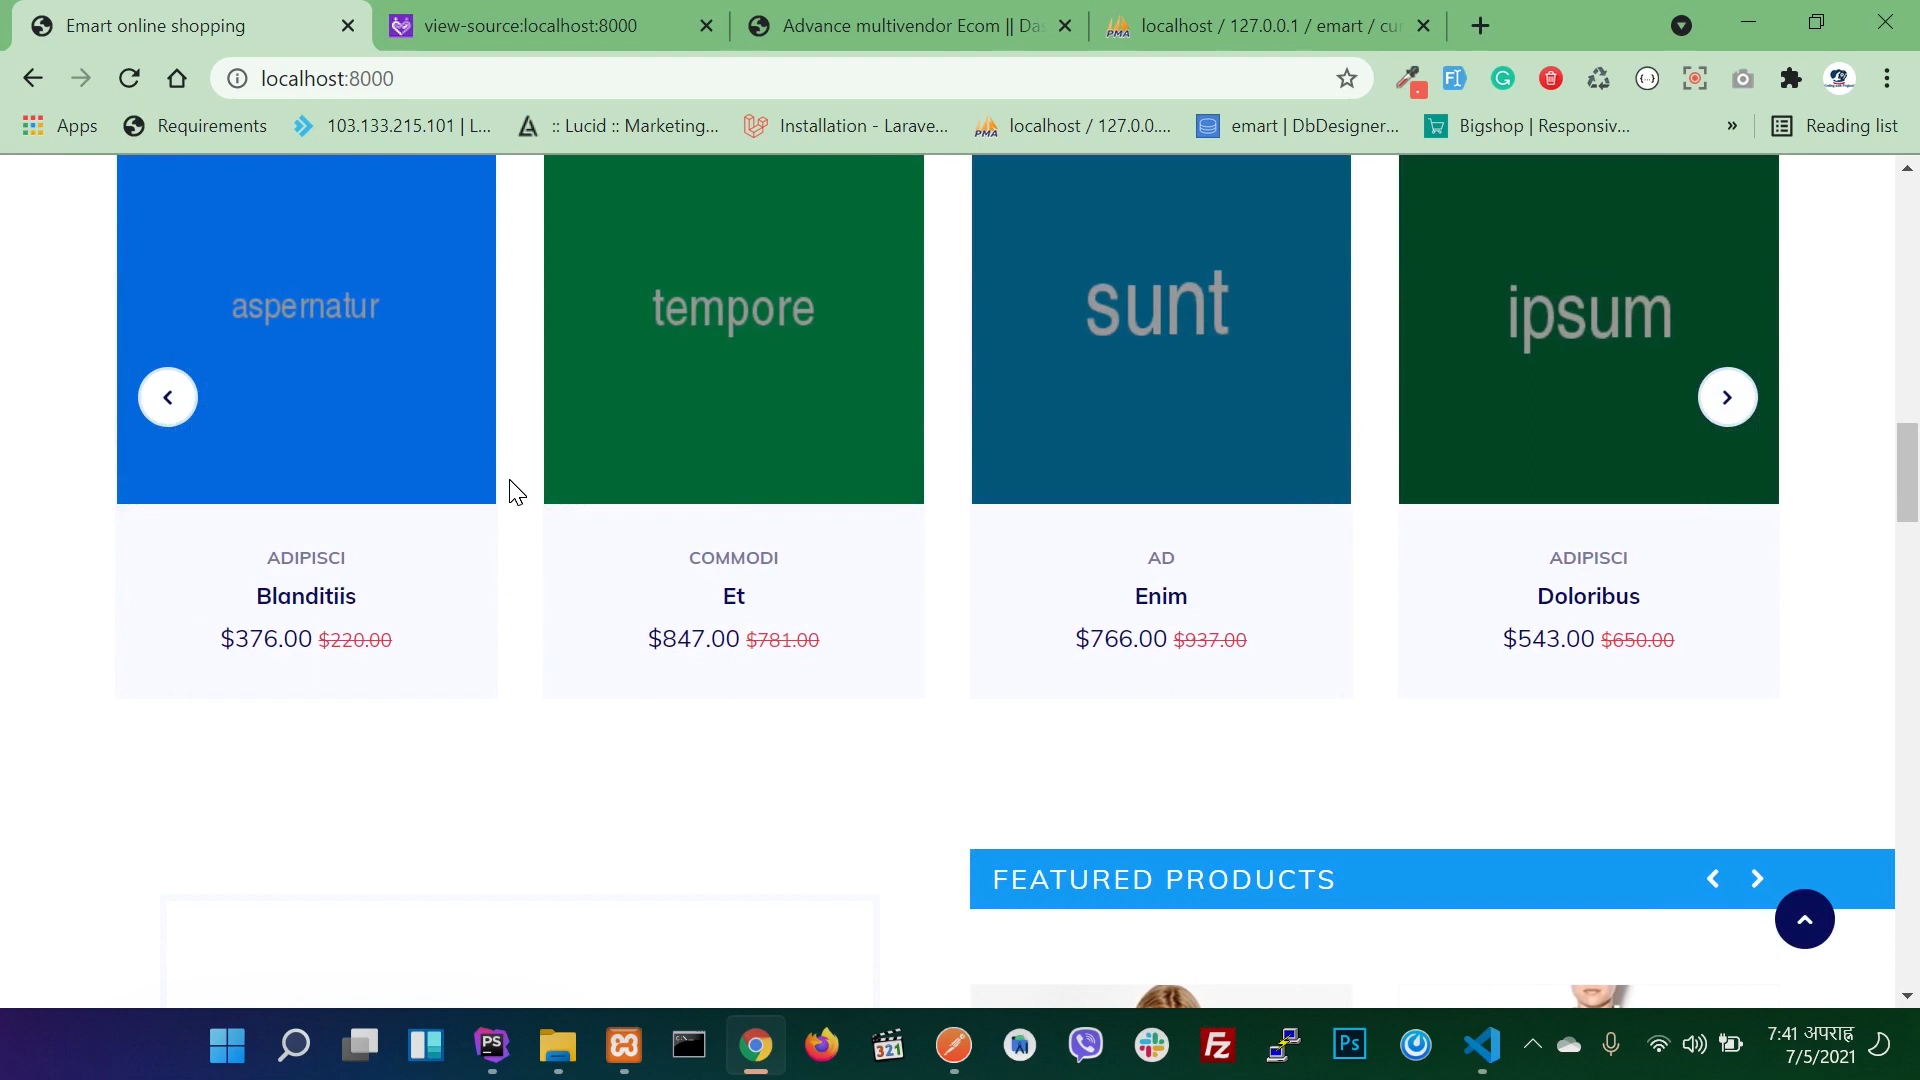 Emart online shopping
view-source:localhost:8000
Advance multivendor Ecom || Da
localhost / 127.0.0.1 / emart / cu
localhost:8000
Apps
Requirements
103.133.215.101 | L...
:: Lucid :: Marketing...
Installation - Larave...
localhost / 127.0.0....
emart | DbDesigner...
Bigshop | Responsiv...
»
Reading list
aspernatur
tempore
sunt
ipsum
ADIPISCI
Blanditiis
$376.00 $220.00
COMMODI
Et
$847.00 $781.00
AD
Enim
$766.00 $937.00
ADIPISCI
Doloribus
$543.00 $650.00
FEATURED PRODUCTS
7:41 अपराह्न
7/5/2021